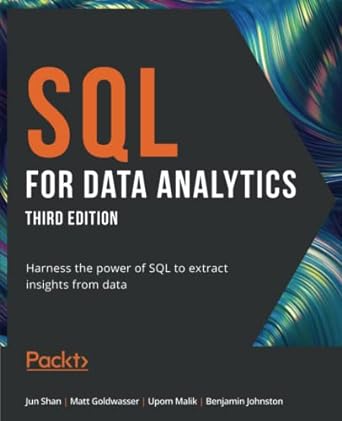 SQL
FOR DATA ANALYTICS
THIRD EDITION
Harness the power of SQL to extract
insights from data
Packt>
Jun Shan | Matt Goldwasser | Upom Malik | Benjamin Johnston